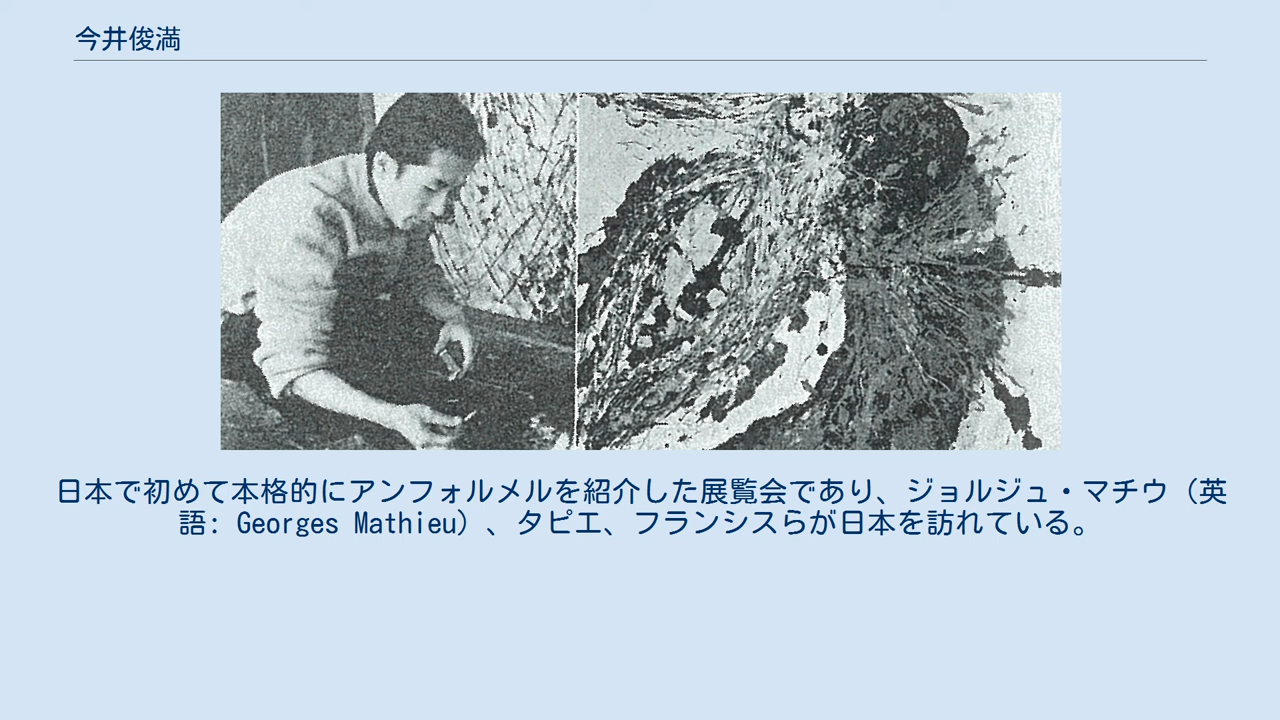 今井俊満
日本で初めて本格的にアンフォルメルを紹介した展覧会であり、ジョルジュ・マチウ（英
語: Georges Mathieu）、タピエ、フランシスらが日本を訪れている。